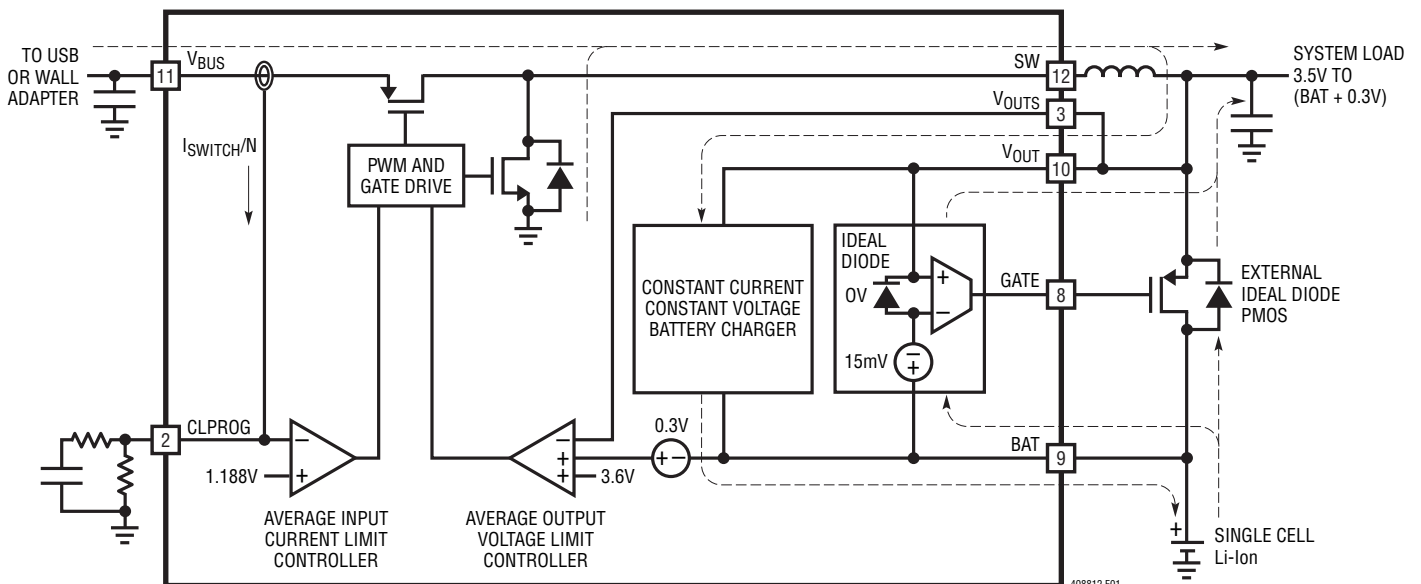 TO USB
OR WALL
ADAPTER
11
VBUS
SW
12
SYSTEM LOAD
3.5V TO
(BAT + 0.3V)
VOUTS
3
ISWITCH/N
PWM AND
GATE DRIVE
VOUT
10
IDEAL
DIODE
0V
+
−
15mV
−
+
GATE
8
EXTERNAL
IDEAL DIODE
PMOS
CONSTANT CURRENT
CONSTANT VOLTAGE
BATTERY CHARGER
2
CLPROG
−
1.188V
+
−
+
+
3.6V
0.3V
+ −
BAT
9
AVERAGE INPUT
CURRENT LIMIT
CONTROLLER
AVERAGE OUTPUT
VOLTAGE LIMIT
CONTROLLER
+
SINGLE CELL
Li-Ion